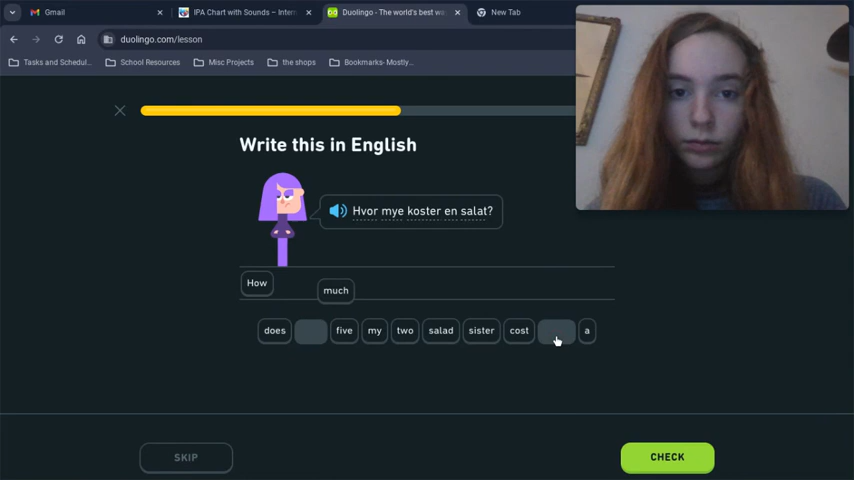 Gmail
IPA Chart with Sounds – Intern
Duolingo - The world's best wa
New Tab
duolingo.com/lesson
Tasks and Schedul...
School Resources
Misc Projects
the shops
Bookmarks- Mostly...
Write this in English
Hvor mye koster en salat?
How
much
does five my two salad sister cost a
SKIP
CHECK